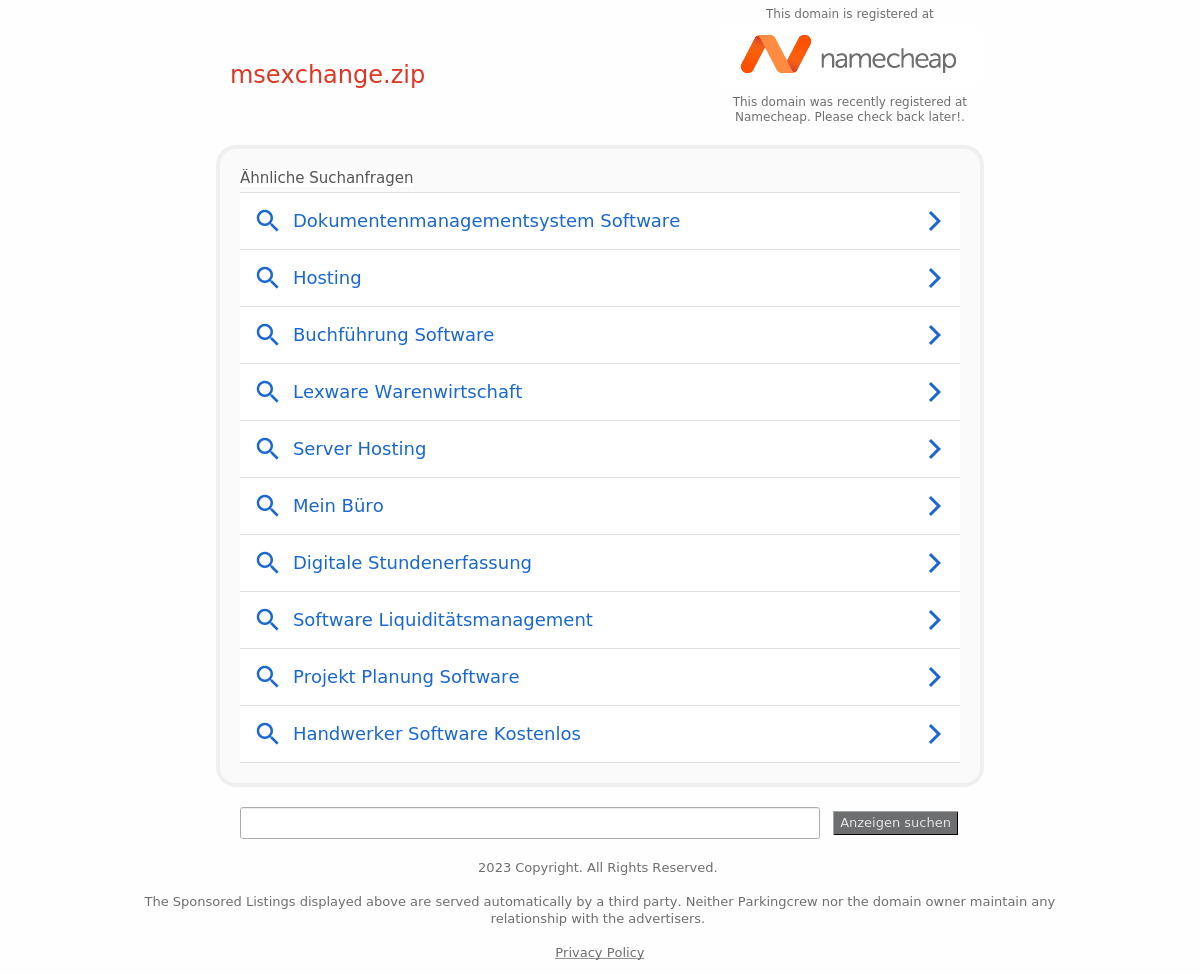 This domain is registered at
namecheap
msexchange.zip
This domain was recently registered at
Namecheap. Please check back later!.
Ähnliche Suchanfragen
Dokumentenmanagementsystem Software
Hosting
Buchführung Software
Lexware Warenwirtschaft
Server Hosting
Mein Büro
Digitale Stundenerfassung
Software Liquiditätsmanagement
Projekt Planung Software
Handwerker Software Kostenlos
Anzeigen suchen
2023 Copyright. All Rights Reserved.
The Sponsored Listings displayed above are served automatically by a third party. Neither Parkingcrew nor the domain owner maintain any
relationship with the advertisers.
Privacy Policy